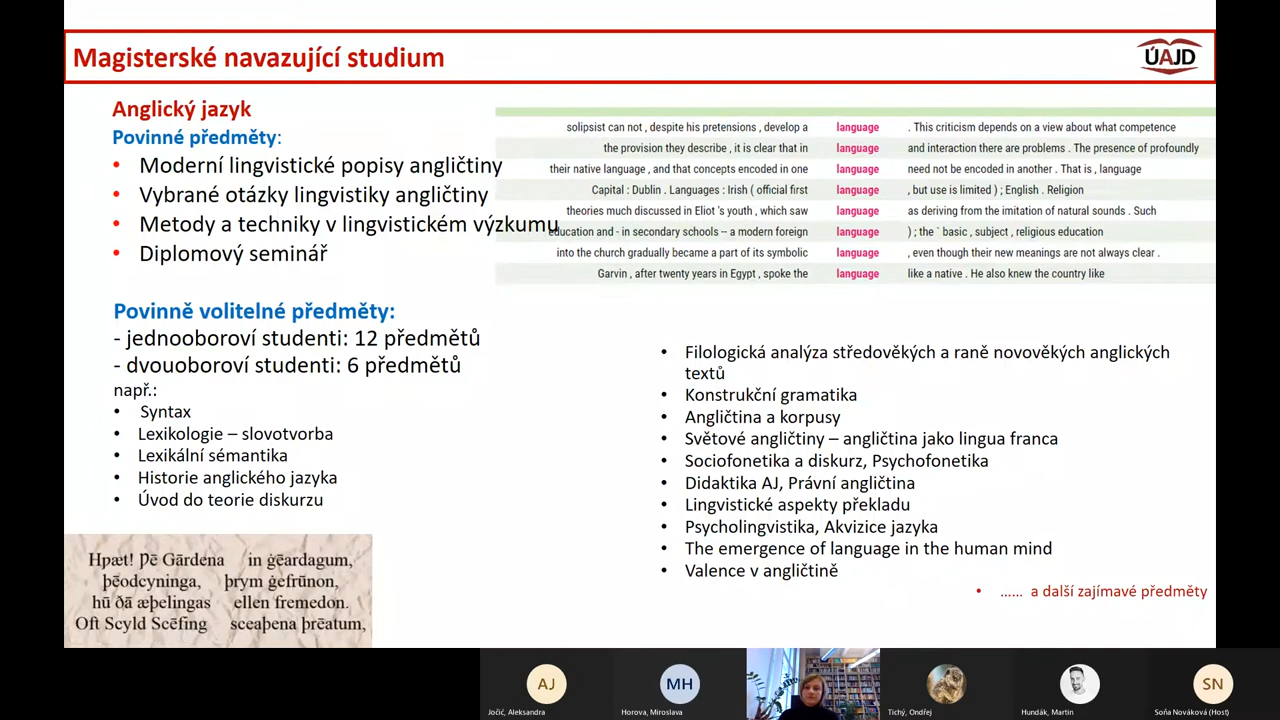 Magisterské navazující studium
ÚAJD
Anglický jazyk
Povinné předměty:
• Moderní lingvistické popisy angličtiny
• Vybrané otázky lingvistiky angličtiny
• Metody a techniky v lingvistickém výzkumu
• Diplomový seminář
solipsist can not , despite his pretensions , develop a language . This criticism depends on a view about what competence
the provision they describe , it is clear that in language and interaction there are problems . The presence of profoundly
their native language , and that concepts encoded in one language need not be encoded in another . That is , language
Capital : Dublin . Languages : Irish ( official first language , but use is limited ) ; English . Religion
theories much discussed in Eliot 's youth , which saw language as deriving from the imitation of natural sounds . Such
education and - in secondary schools -- a modern foreign language ) ; the ` basic , subject , religious education
into the church gradually became a part of its symbolic language , even though their new meanings are not always clear .
Garvin , after twenty years in Egypt , spoke the language like a native . He also knew the country like
Povinně volitelné předměty:
- jednooboroví studenti: 12 předmětů
- dvouoboroví studenti: 6 předmětů
např.:
• Syntax
• Lexikologie – slovotvorba
• Lexikální sémantika
• Historie anglického jazyka
• Úvod do teorie diskurzu
• Filologická analýza středověkých a raně novověkých anglických
textů
• Konstrukční gramatika
• Angličtina a korpusy
• Světové angličtiny – angličtina jako lingua franca
• Sociofonetika a diskurz, Psychofonetika
• Didaktika AJ, Právní angličtina
• Lingvistické aspekty překladu
• Psycholingvistika, Akvizice jazyka
• The emergence of language in the human mind
• Valence v angličtině
• ...... a další zajímavé předměty
Hƿæt! Ƿē Gārdena in ġēardagum,
þēodcyninga, þrym ġefrūnon,
hū ðā æþelingas ellen fremedon.
Oft Scyld Scēfing sceaþena þrēatum,
AJ
MH
SN
Jočić, Aleksandra
Horova, Miroslava
Tichý, Ondřej
Hundák, Martin
Soňa Nováková (Host)